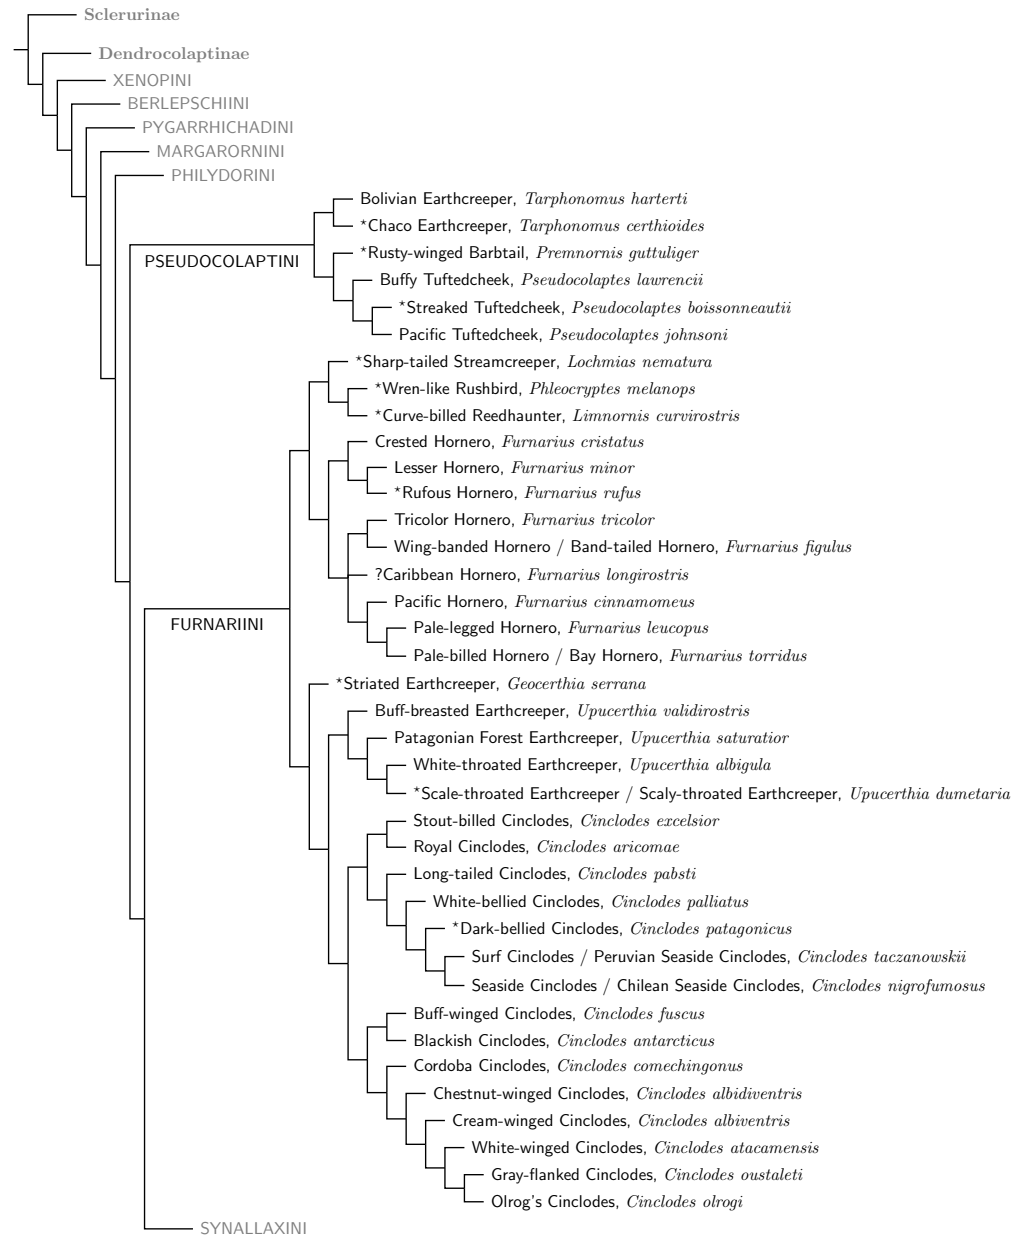 Sclerurinae
Dendrocolaptinae
XENOPINI
BERLEPSCHIINI
PYGARRHICHADINI
MARGARORNINI
PHILYDORINI
Bolivian Earthcreeper, Tarphonomus harterti
*Chaco Earthcreeper, Tarphonomus certhioides
*Rusty-winged Barbtail, Premnornis guttuliger
PSEUDOCOLAPTINI
Buffy Tuftedcheek, Pseudocolaptes lawrencii
*Streaked Tuftedcheek, Pseudocolaptes boissonneautii
Pacific Tuftedcheek, Pseudocolaptes johnsoni
*Sharp-tailed Streamcreeper, Lochmias nematura
*Wren-like Rushbird, Phleocryptes melanops
*Curve-billed Reedhaunter, Limnornis curvirostris
Crested Hornero, Furnarius cristatus
Lesser Hornero, Furnarius minor
*Rufous Hornero, Furnarius rufus
Tricolor Hornero, Furnarius tricolor
Wing-banded Hornero / Band-tailed Hornero, Furnarius figulus
?Caribbean Hornero, Furnarius longirostris
Pacific Hornero, Furnarius cinnamomeus
FURNARIINI
Pale-legged Hornero, Furnarius leucopus
Pale-billed Hornero / Bay Hornero, Furnarius torridus
*Striated Earthcreeper, Geocerthia serrana
Buff-breasted Earthcreeper, Upucerthia validirostris
Patagonian Forest Earthcreeper, Upucerthia saturatior
White-throated Earthcreeper, Upucerthia albigula
*Scale-throated Earthcreeper / Scaly-throated Earthcreeper, Upucerthia dumetaria
Stout-billed Cinclodes, Cinclodes excelsior
Royal Cinclodes, Cinclodes aricomae
Long-tailed Cinclodes, Cinclodes pabsti
White-bellied Cinclodes, Cinclodes palliatus
*Dark-bellied Cinclodes, Cinclodes patagonicus
Surf Cinclodes / Peruvian Seaside Cinclodes, Cinclodes taczanowskii
Seaside Cinclodes / Chilean Seaside Cinclodes, Cinclodes nigrofumosus
Buff-winged Cinclodes, Cinclodes fuscus
Blackish Cinclodes, Cinclodes antarcticus
Cordoba Cinclodes, Cinclodes comechingonus
Chestnut-winged Cinclodes, Cinclodes albidiventris
Cream-winged Cinclodes, Cinclodes albiventris
White-winged Cinclodes, Cinclodes atacamensis
Gray-flanked Cinclodes, Cinclodes oustaleti
Olrog's Cinclodes, Cinclodes olrogi
SYNALLAXINI